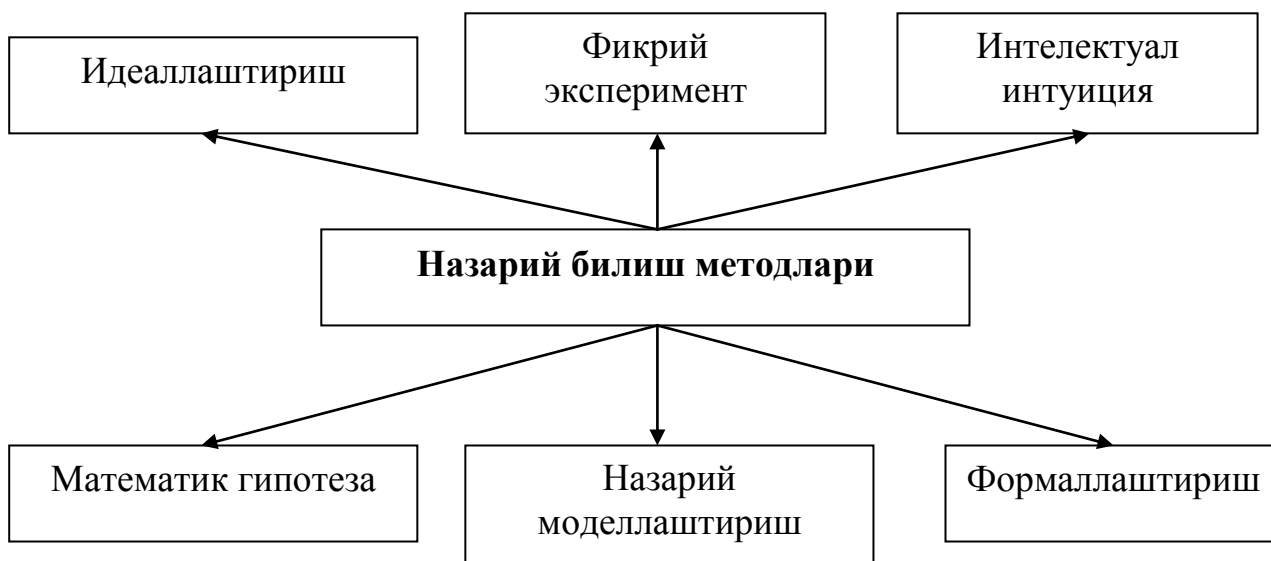 Идеаллаштириш
Фикрий
эксперимент
Интелектуал
интуиция
Назарий билиш методлари
Математик гипотеза
Назарий
моделлаштириш
Формаллаштириш